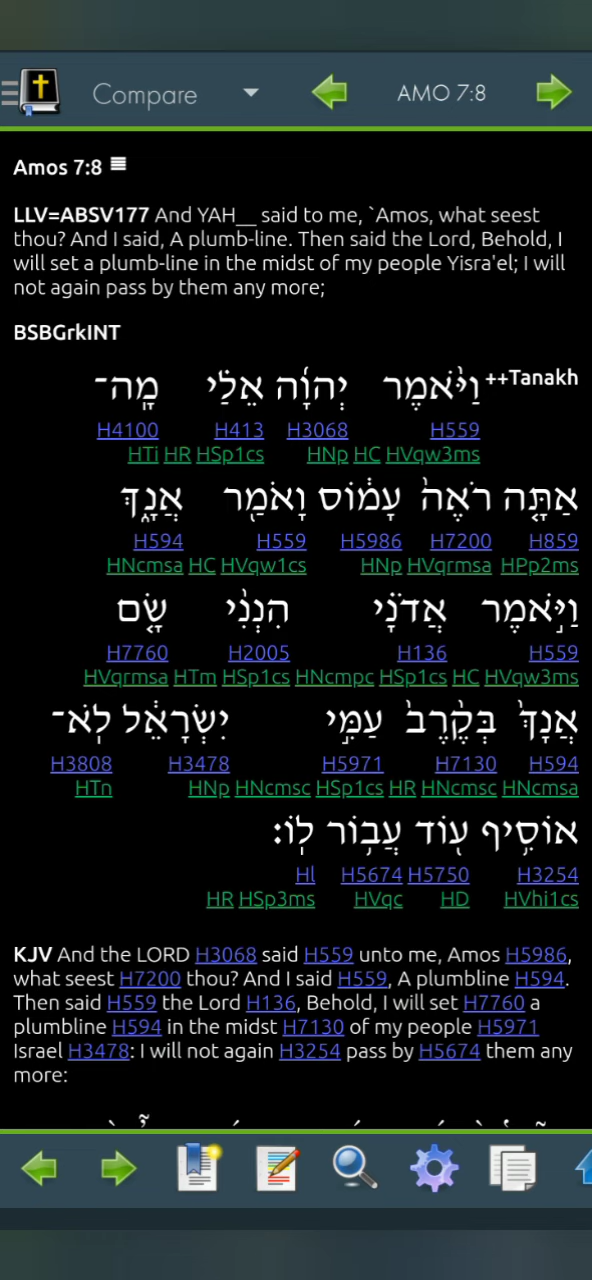 Compare
AMO 7:8
Amos 7:8
LLV=ABSV177 And YAH__ said to me, `Amos, what seest
thou? And I said, A plumb-line. Then said the Lord, Behold, I
will set a plumb-line in the midst of my people Yisra'el; I will
not again pass by them any more;
BSBGrkINT
++Tanakh וַיֹּ֨אמֶר יְהוָ֜ה אֵלַ֗י מָֽה־
H4100 H413 H3068 H559
HTi HR HSp1cs HNp HC HVqw3ms
אַתָּ֤ה רֹאֶה֙ עָמ֔וֹס וָאֹמַ֖ר אֲנָ֑ךְ
H594 H559 H5986 H7200 H859
HNcmsa HC HVqw1cs HNp HVqrmsa HPp2ms
וַיֹּ֣אמֶר אֲדֹנָ֗י הִנְנִ֨י שָׂ֤ם
H7760 H2005 H136 H559
HVqrmsa HTm HSp1cs HNcmpc HSp1cs HC HVqw3ms
אֲנָךְ֙ בְּקֶ֙רֶב֙ עַמִּ֣י יִשְׂרָאֵ֔ל לֹֽא־
H3808 H3478 H5971 H7130 H594
HTn HNp HNcmsc HSp1cs HR HNcmsc HNcmsa
אוֹסִ֥יף ע֖וֹד עֲב֥וֹר לֽוֹ׃
Hl H5674 H5750 H3254
HR HSp3ms HVqc HD HVhi1cs
KJV And the LORD H3068 said H559 unto me, Amos H5986,
what seest H7200 thou? And I said H559, A plumbline H594.
Then said H559 the Lord H136, Behold, I will set H7760 a
plumbline H594 in the midst H7130 of my people H5971
Israel H3478: I will not again H3254 pass by H5674 them any
more: